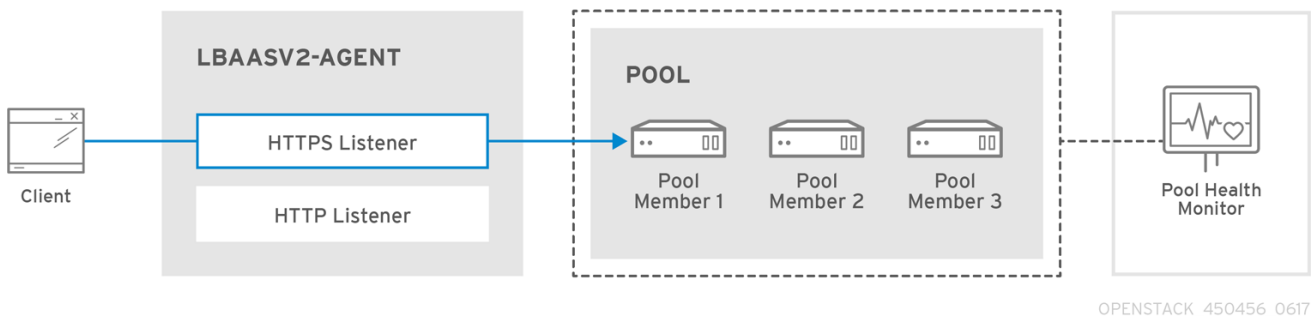 LBAASV2-AGENT
HTTPS Listener
HTTP Listener
Client
POOL
Pool
Member 1
Pool
Member 2
Pool
Member 3
Pool Health
Monitor
OPENSTACK 450456 0617